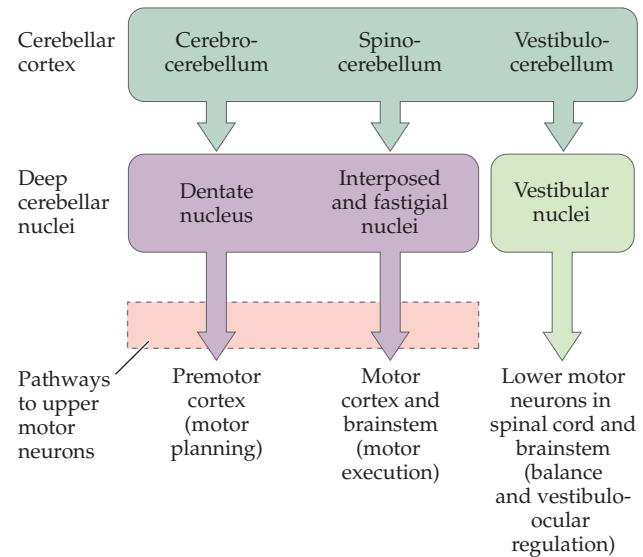 Cerebellar
cortex
Cerebro-
cerebellum
Spino-
cerebellum
Vestibulo-
cerebellum
Deep
cerebellar
nuclei
Dentate
nucleus
Interposed
and fastigial
nuclei
Vestibular
nuclei
Pathways
to upper
motor
neurons
Premotor
cortex
(motor
planning)
Motor
cortex and
brainstem
(motor
execution)
Lower motor
neurons in
spinal cord and
brainstem
(balance
and vestibulo-
ocular
regulation)